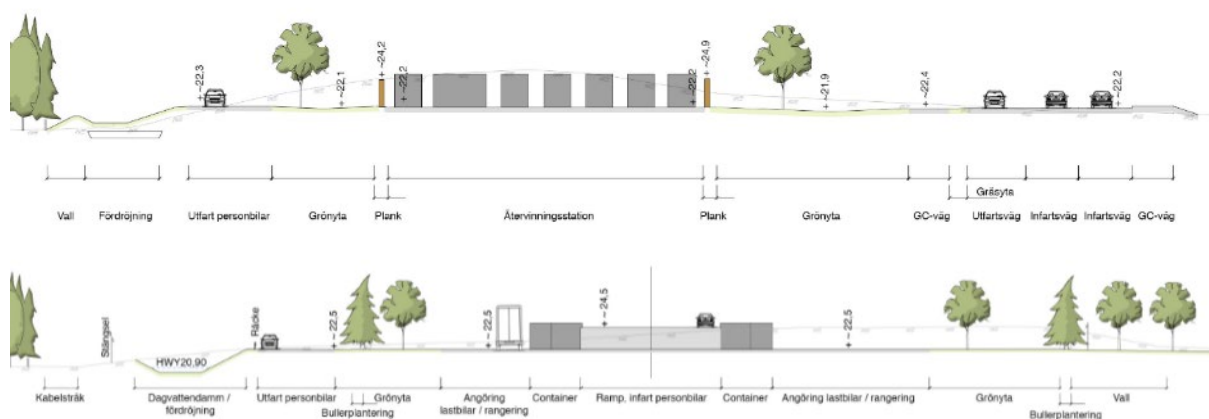 ~22,3
~22,1
~24,2
~22,2
~22,2
~24,9
~21,9
~22,4
~22,2
Gräsyta
Vall Fördröjning Utfart personbilar Grönyta Plank Återvinningsstation Plank Grönyta GC-väg Utfartsväg Infartsväg Infartsväg GC-väg
Stängsel
HWY20,90
Räcke
~22,5
~22,5
~24,5
~22,5
Kabelstråk Dagvattendamm / Utfart personbilar Grönyta Angöring Container Ramp, infart personbilar Container Angöring lastbilar / rangering Grönyta Vall
fördröjning Bullerplantering lastbilar / rangering Bullerplantering